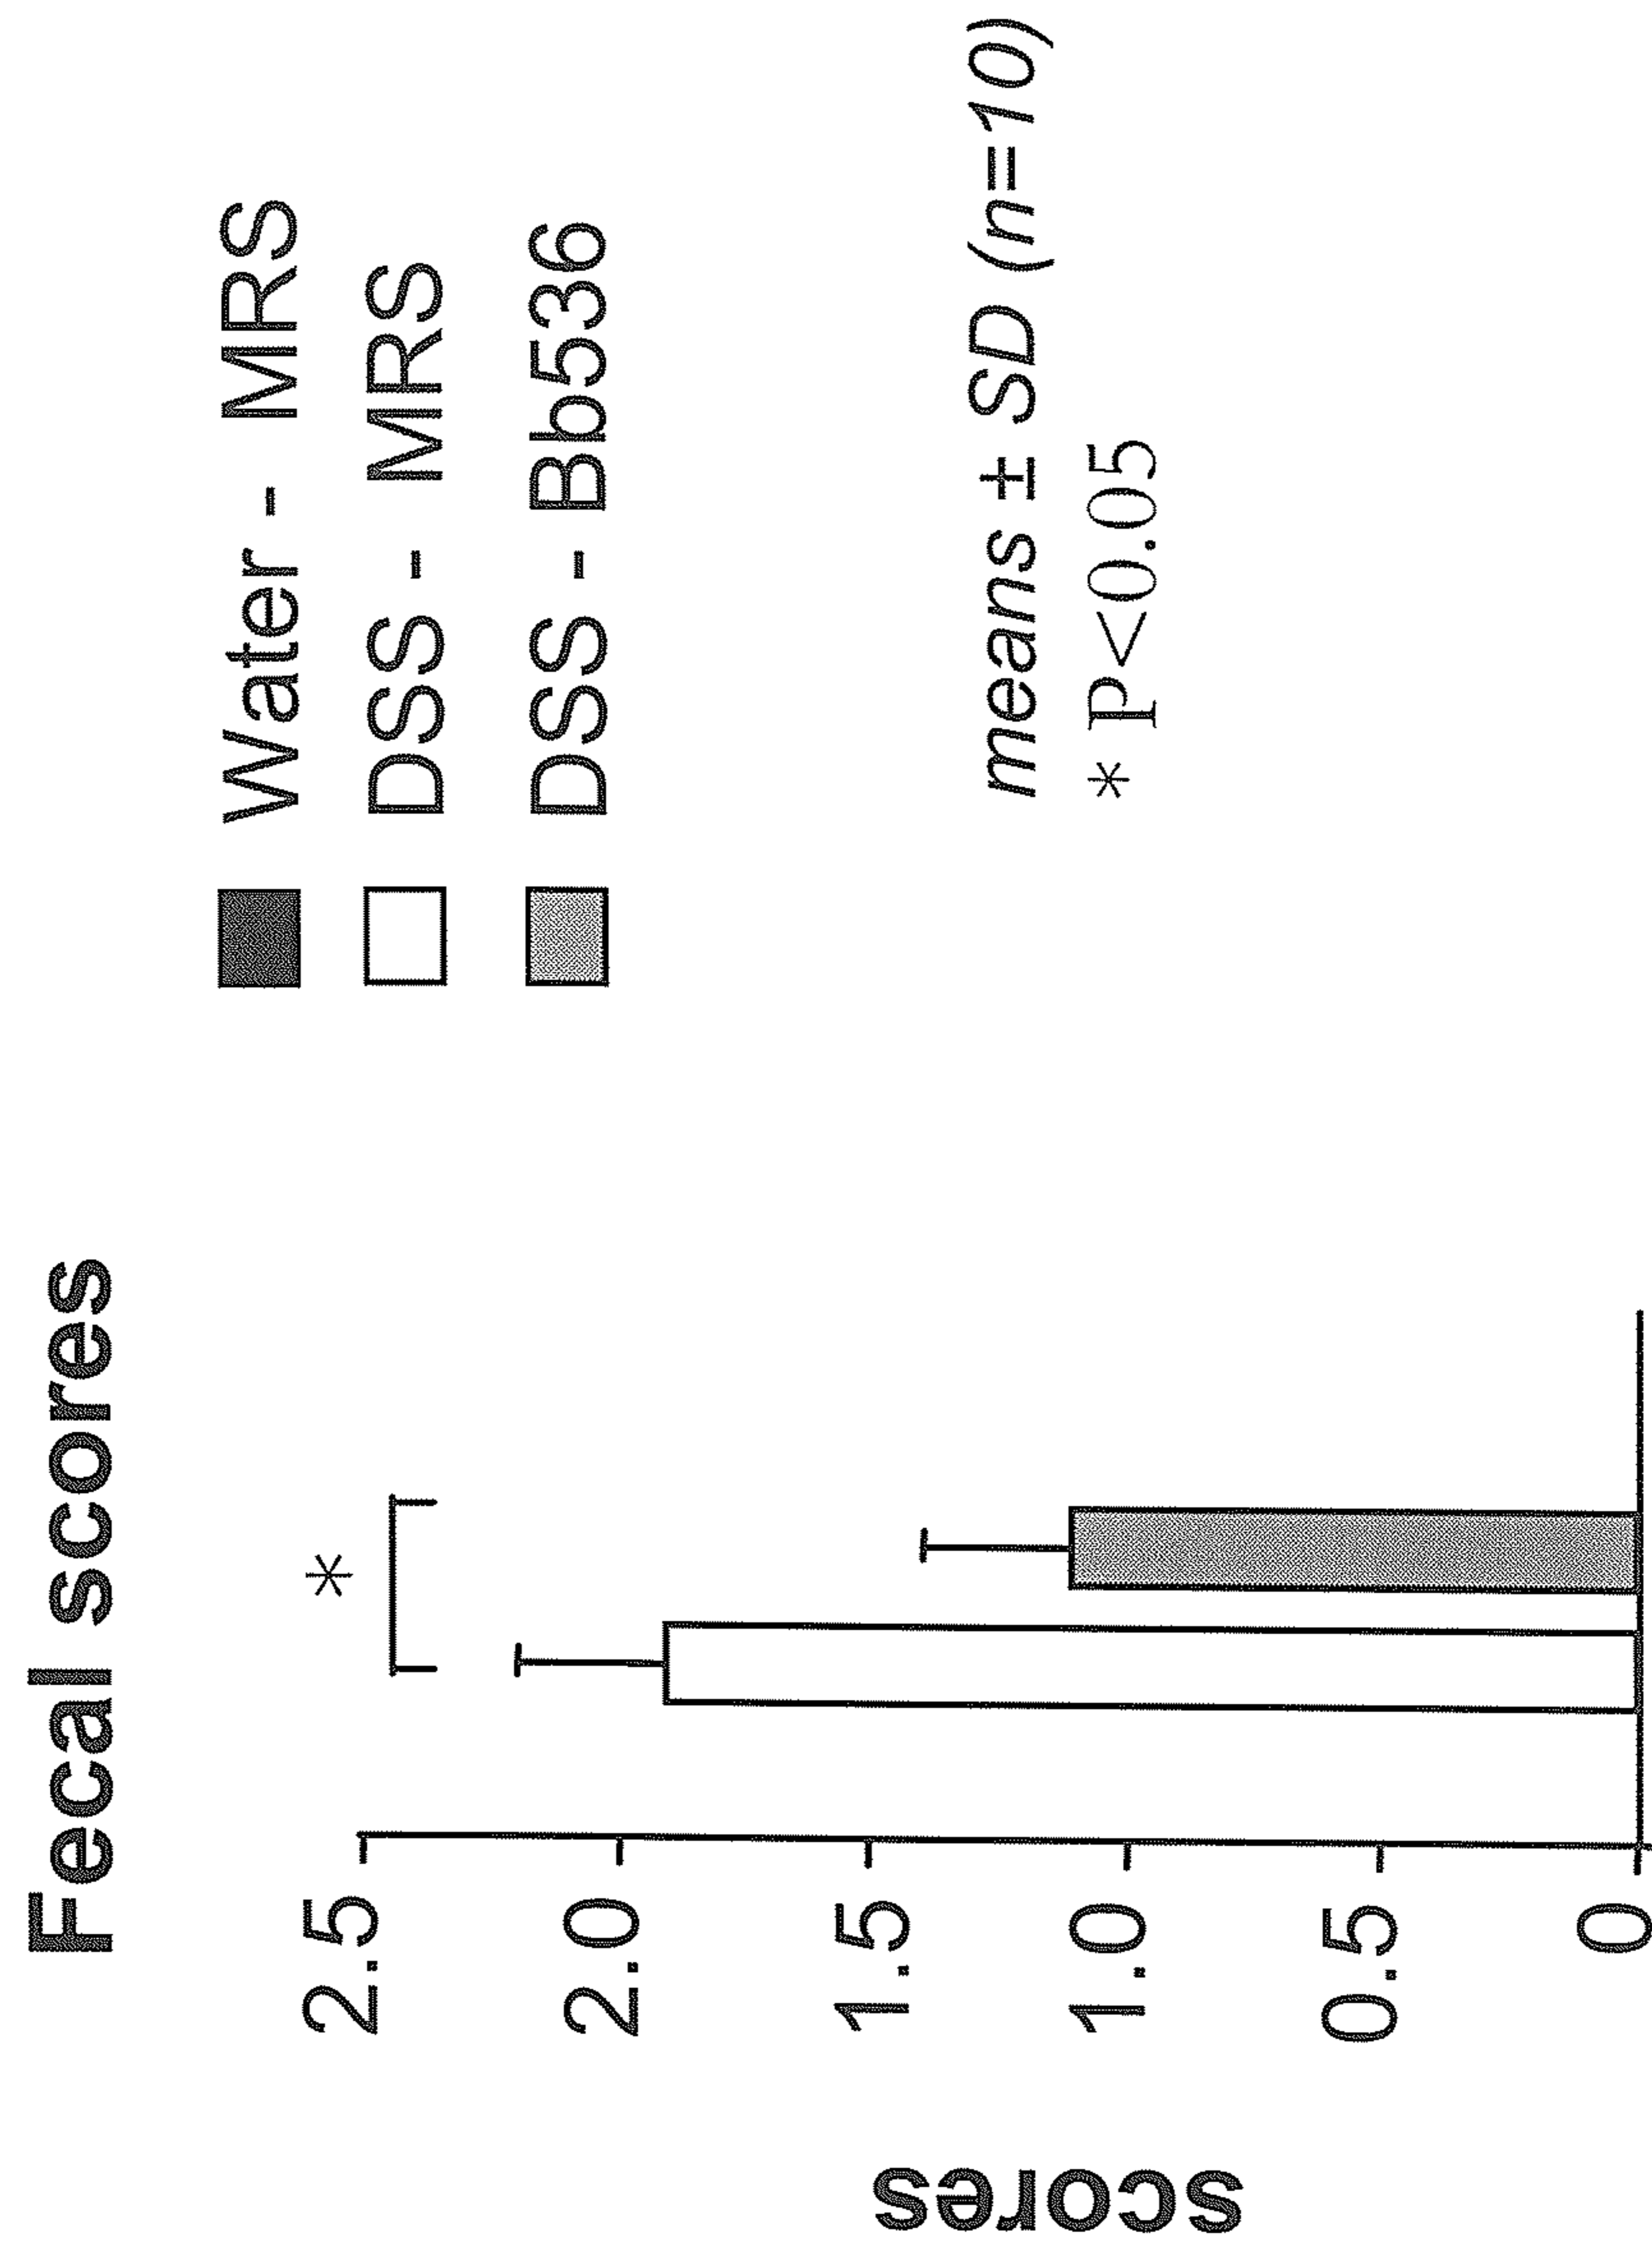 Fecal scores
scores
2.5
2.0
1.5
1.0
0.5
0
*
Water - MRS
DSS - MRS
DSS - Bb536
means ± SD (n=10)
* P<0.05